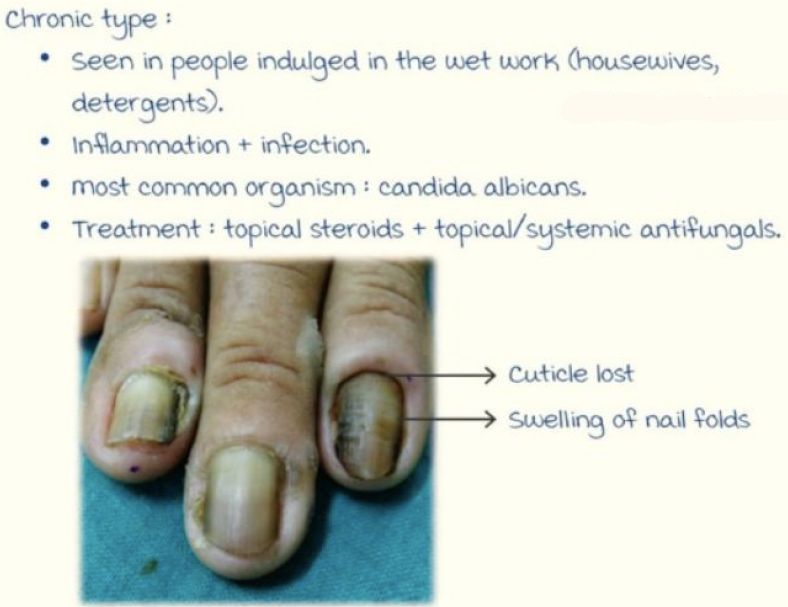 Chronic type :
• Seen in people indulged in the wet work (housewives,
detergents).
• Inflammation + infection.
• most common organism : candida albicans.
• Treatment : topical steroids + topical/systemic antifungals.
Cuticle lost
Swelling of nail folds